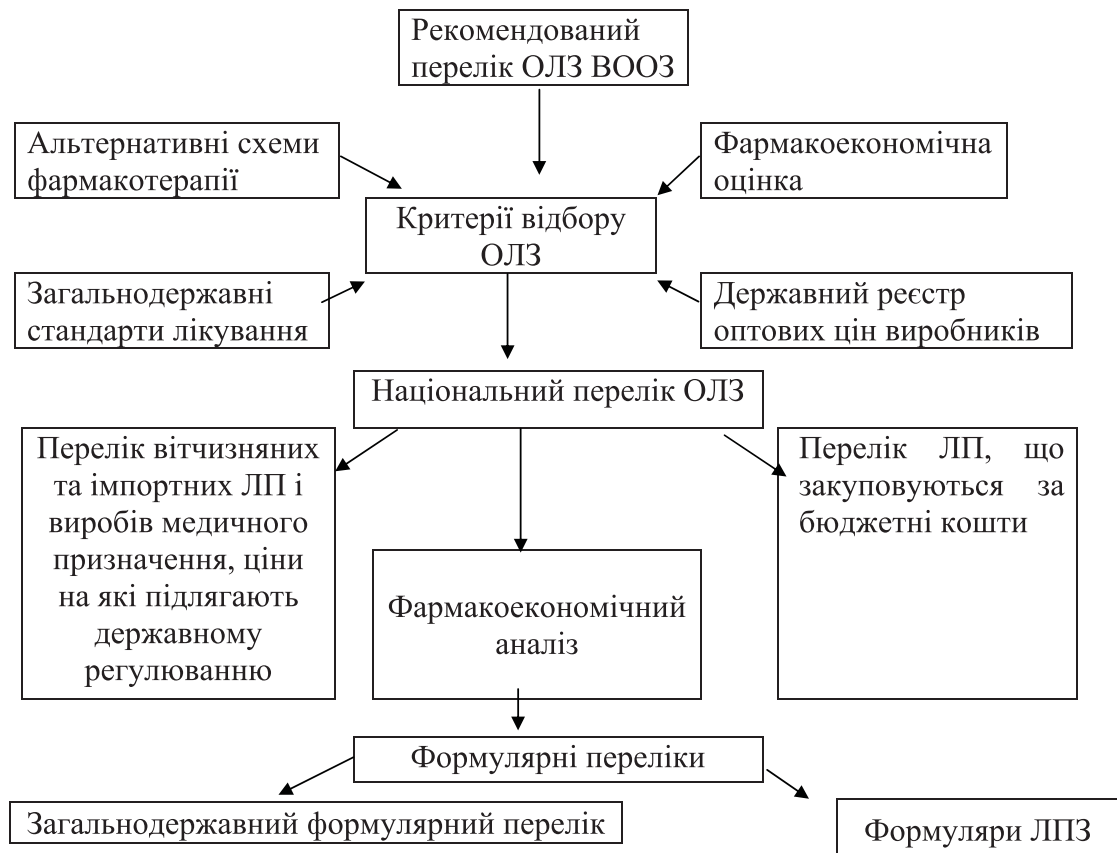 Рекомендований
перелік ОЛЗ ВООЗ
Альтернативні схеми
фармакотерапії
Фармакоекономічна
оцінка
Критерії відбору
ОЛЗ
Загальнодержавні
стандарти лікування
Державний реєстр
оптових цін виробників
Національний перелік ОЛЗ
Перелік вітчизняних
та імпортних ЛП і
виробів медичного
призначення, ціни
на які підлягають
державному
регулюванню
Перелік ЛП, що
закуповуються за
бюджетні кошти
Фармакоекономічний
аналіз
Формулярні переліки
Загальнодержавний формулярний перелік
Формуляри ЛПЗ